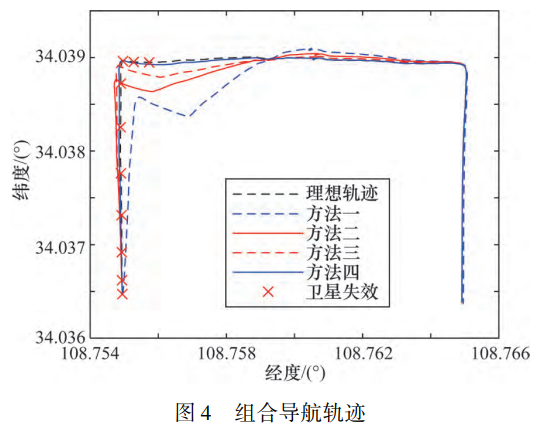 34.039
34.038
34.037
34.036
纬度/(°)
理想轨迹
方法一
方法二
方法三
方法四
卫星失效
108.754 108.758 108.762 108.766
经度/(°)
图 4 组合导航轨迹